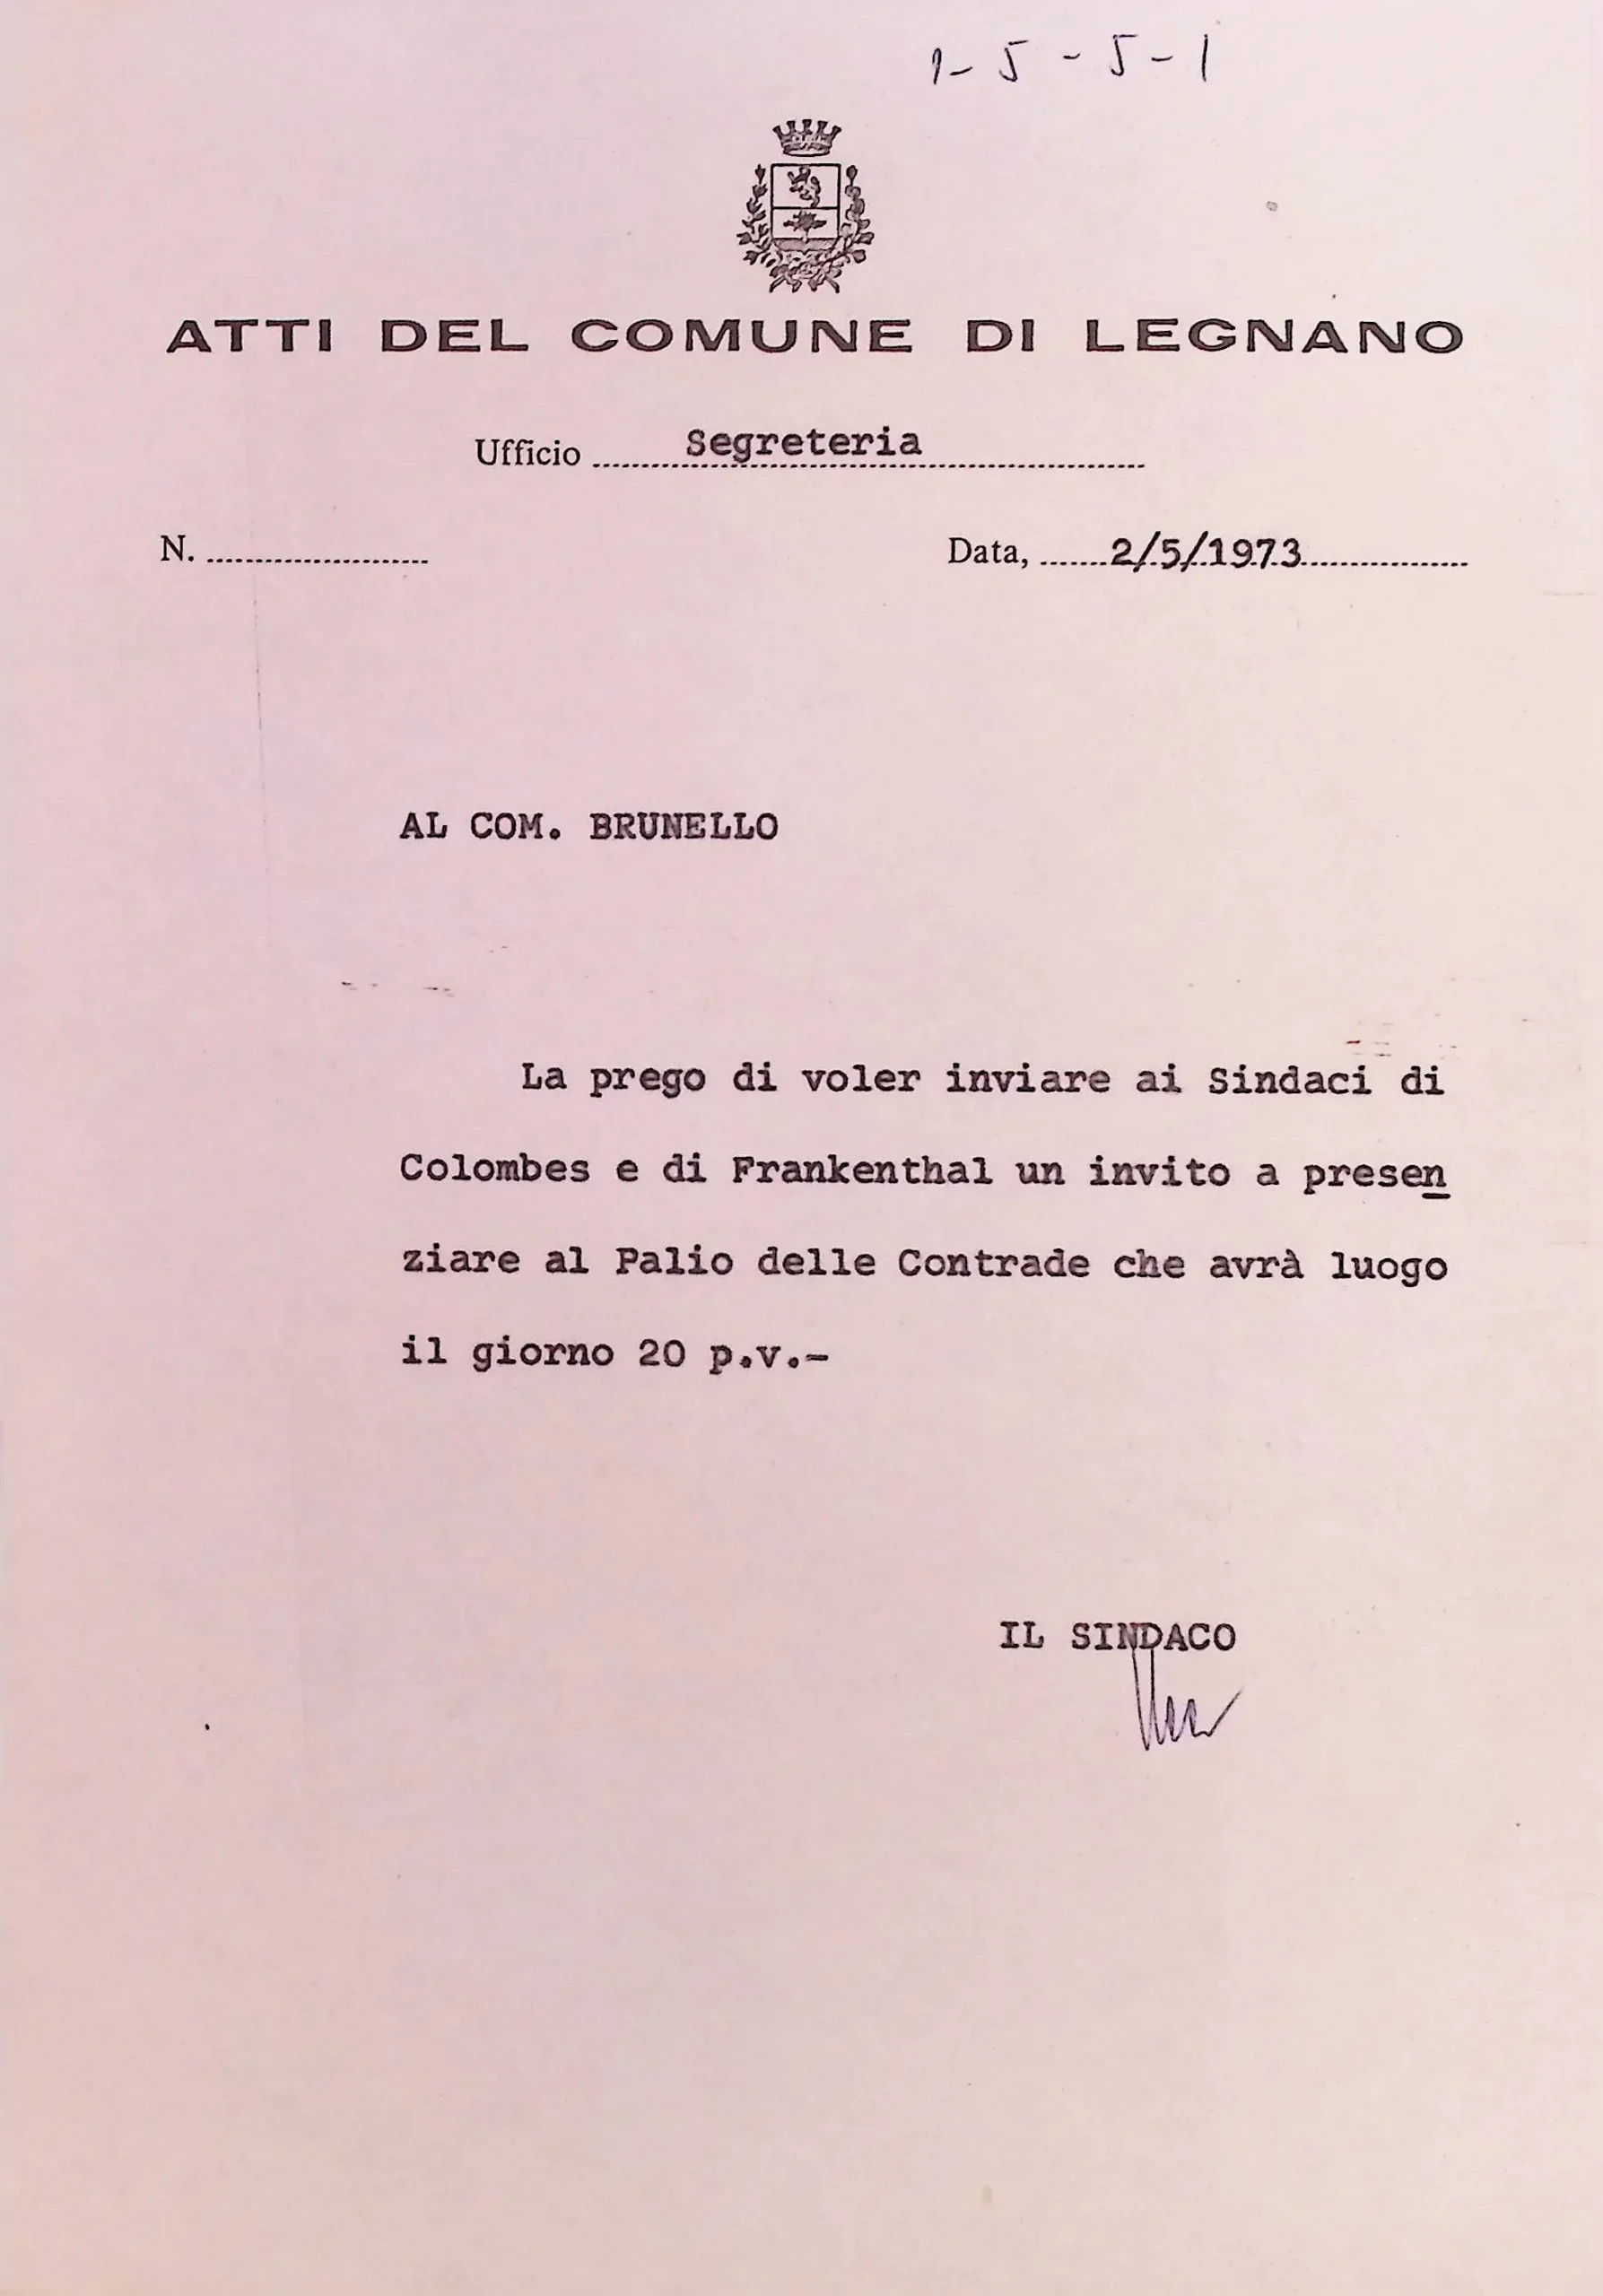 1-5-5-1
ATTI DEL COMUNE DI LEGNANO
Ufficio Segreteria
N.
Data, 2/5/1973
AL COM. BRUNELLO
La prego di voler inviare ai Sindaci di
Colombes e di Frankenthal un invito a presen
ziare al Palio delle Contrade che avrà luogo
il giorno 20 p.v.-
IL SINDACO